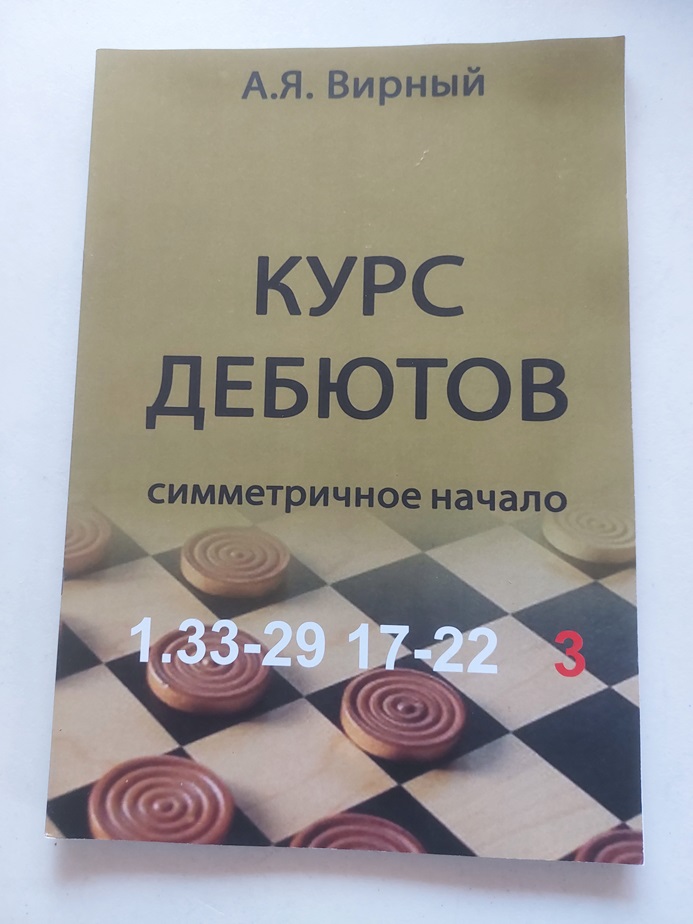 А.Я. Вирный
КУРС
ДЕБЮТОВ
симметричное начало
1.33-29 17-22 3